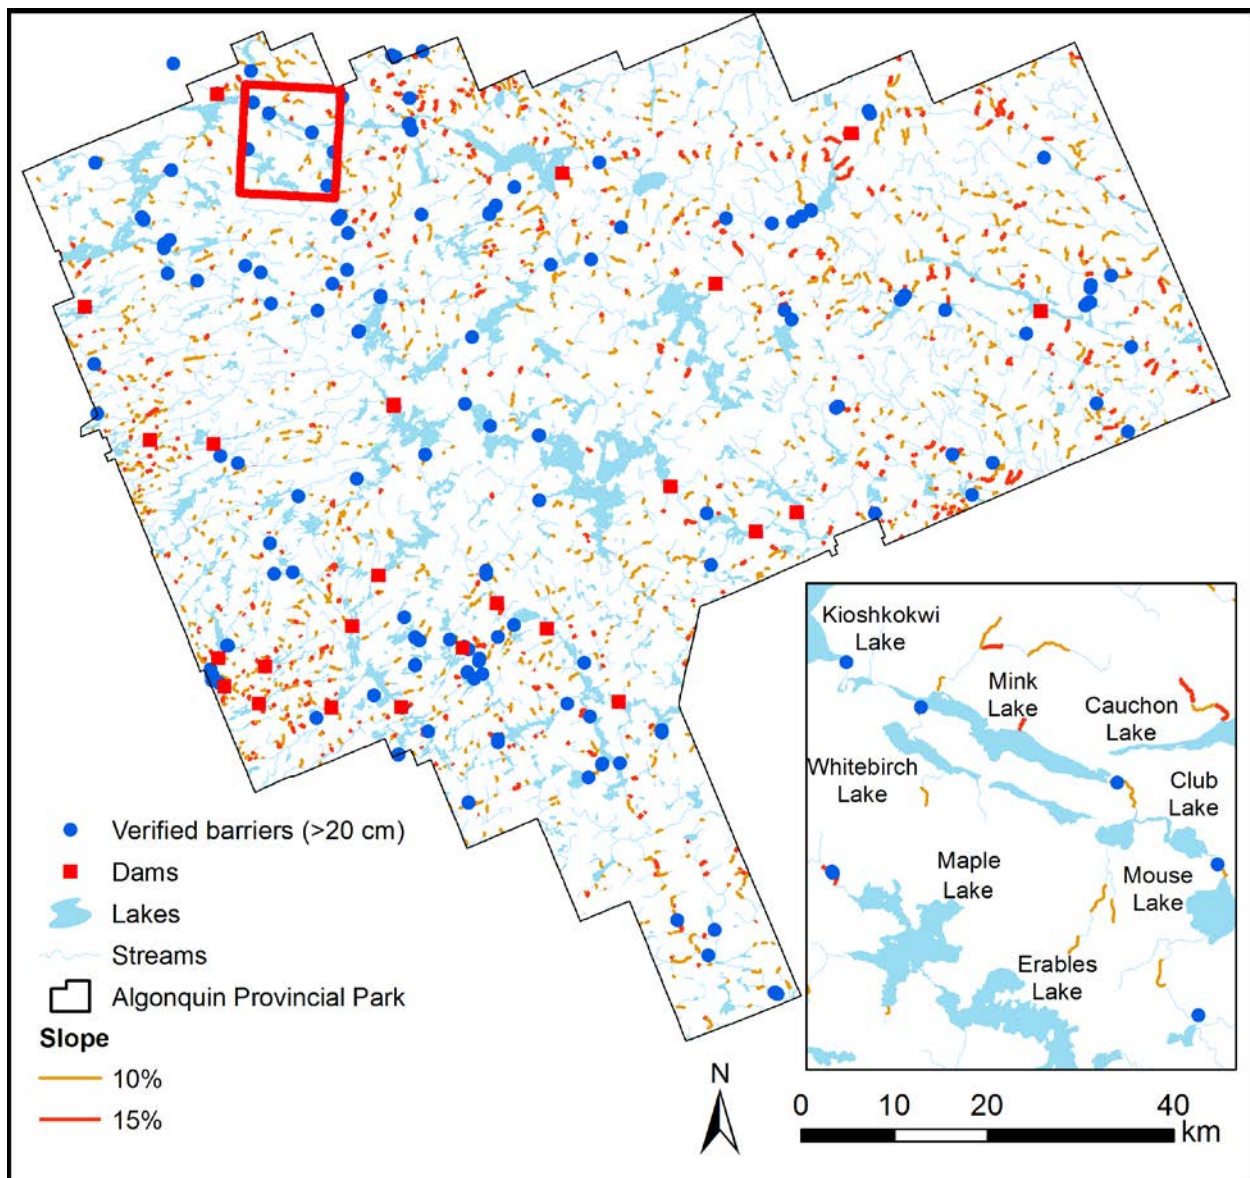 Kioshkokwi
Lake
Mink
Lake
Cauchon
Lake
Whitebirch
Lake
Club
Lake
Maple
Lake
Mouse
Lake
Erables
Lake
Verified barriers (>20 cm)
Dams
Lakes
Streams
Algonquin Provincial Park
Slope
10%
15%
N
0 10 20 40
km